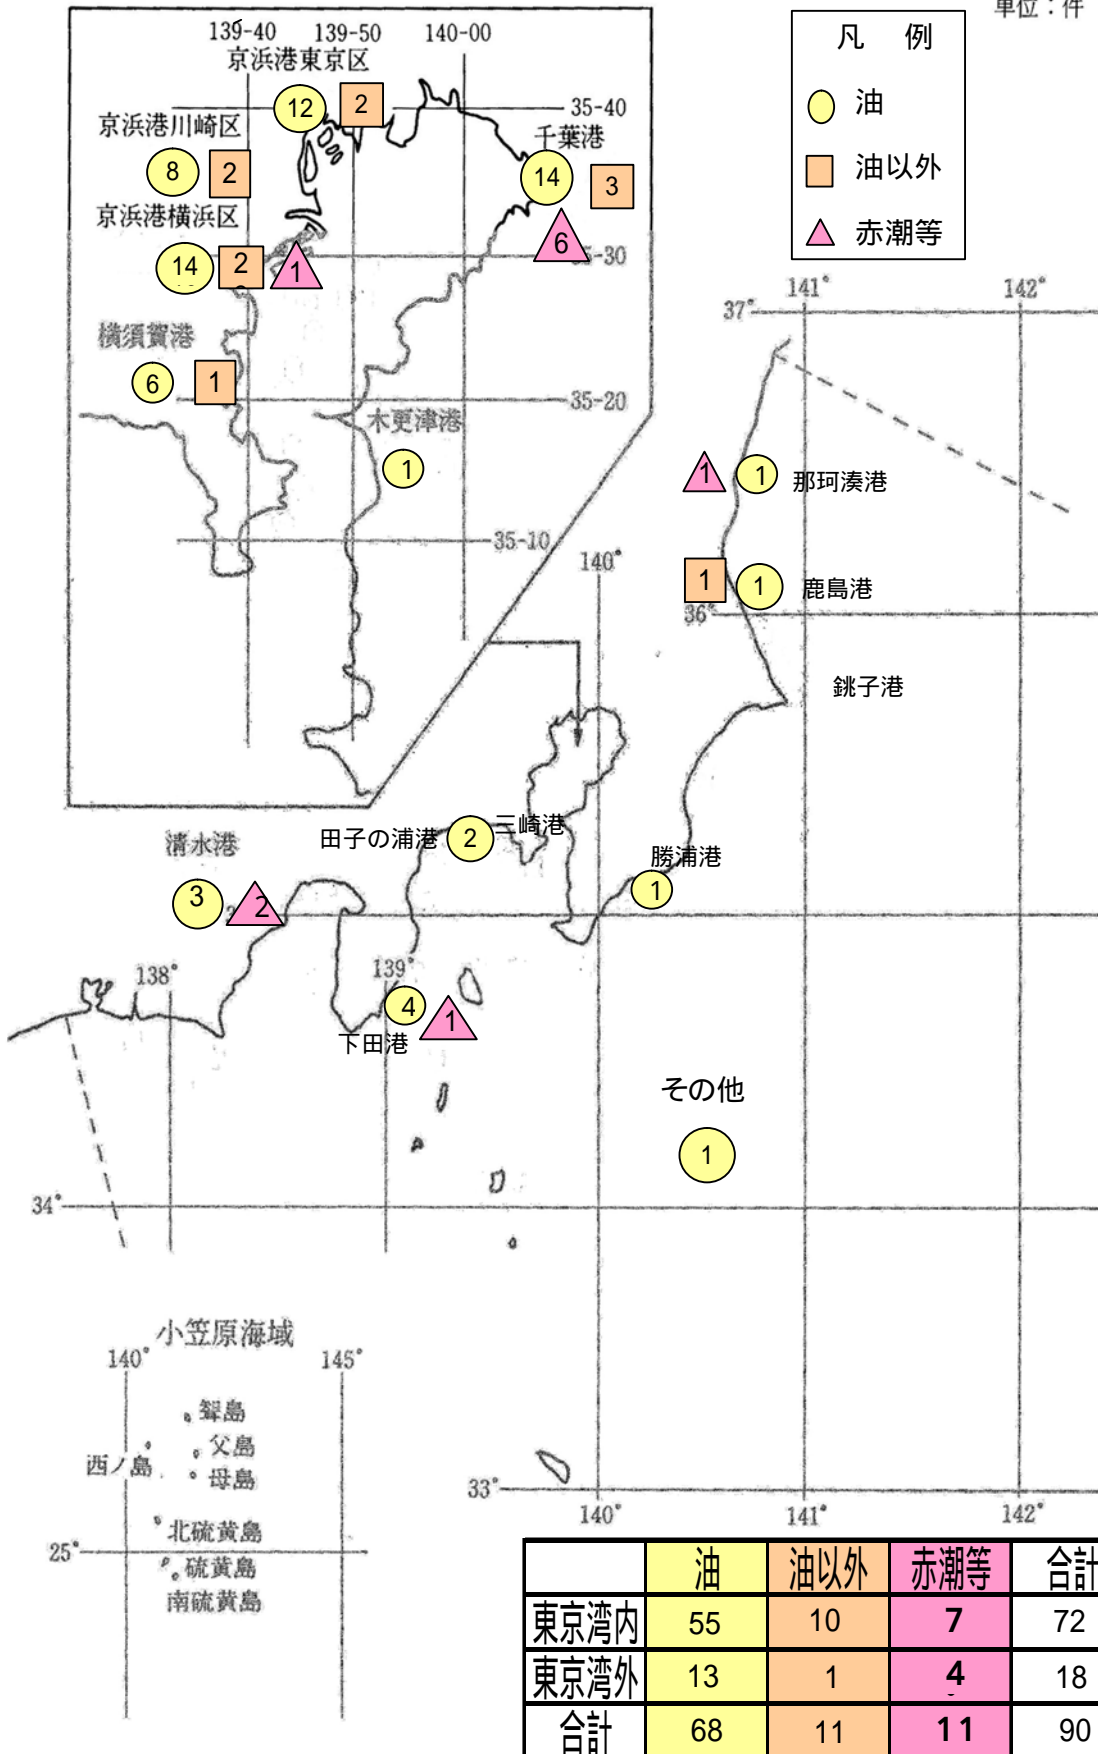 単位：件
凡 例
油
油以外
赤潮等
139-40 139-50 140-00
京浜港東京区
12 2 35-40
京浜港川崎区
8 2
千葉港
14 3
6
京浜港横浜区
14 2 1
35-30
横須賀港
6 1
35-20
木更津港
1
35-10
141° 142°
37°
1 1 那珂湊港
140°
1 1 鹿島港
36°
銚子港
田子の浦港 2 三崎港
清水港
3 2
勝浦港
1
138° 139°
4 1
下田港
その他
1
34°
小笠原海域
140° 145°
聟島
父島
西ノ島
母島
北硫黄島
25°
硫黄島
南硫黄島
33°
140° 141° 142°
油 油以外 赤潮等 合計
東京湾内 55 10 7 72
東京湾外 13 1 4 18
合計 68 11 11 90